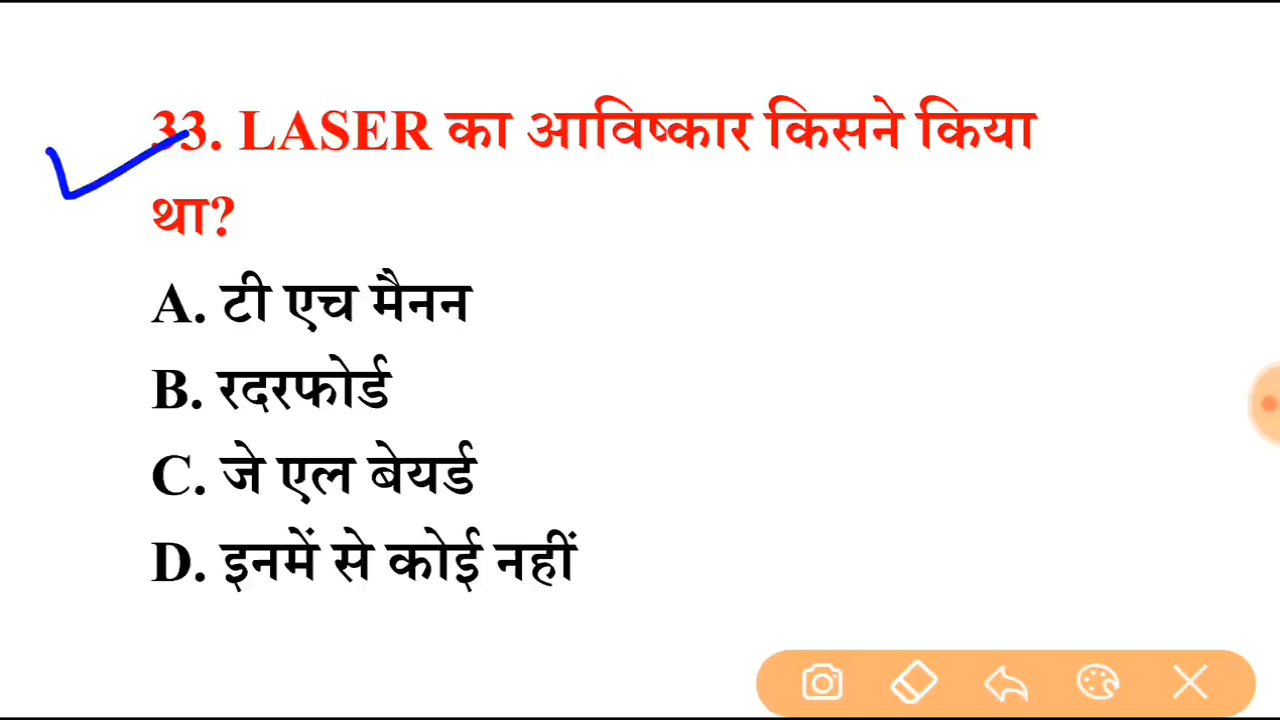 33. LASER का आविष्कार किसने किया
था?
A. टी एच मैनन
B. रदरफोर्ड
C. जे एल बेयर्ड
D. इनमें से कोई नहीं